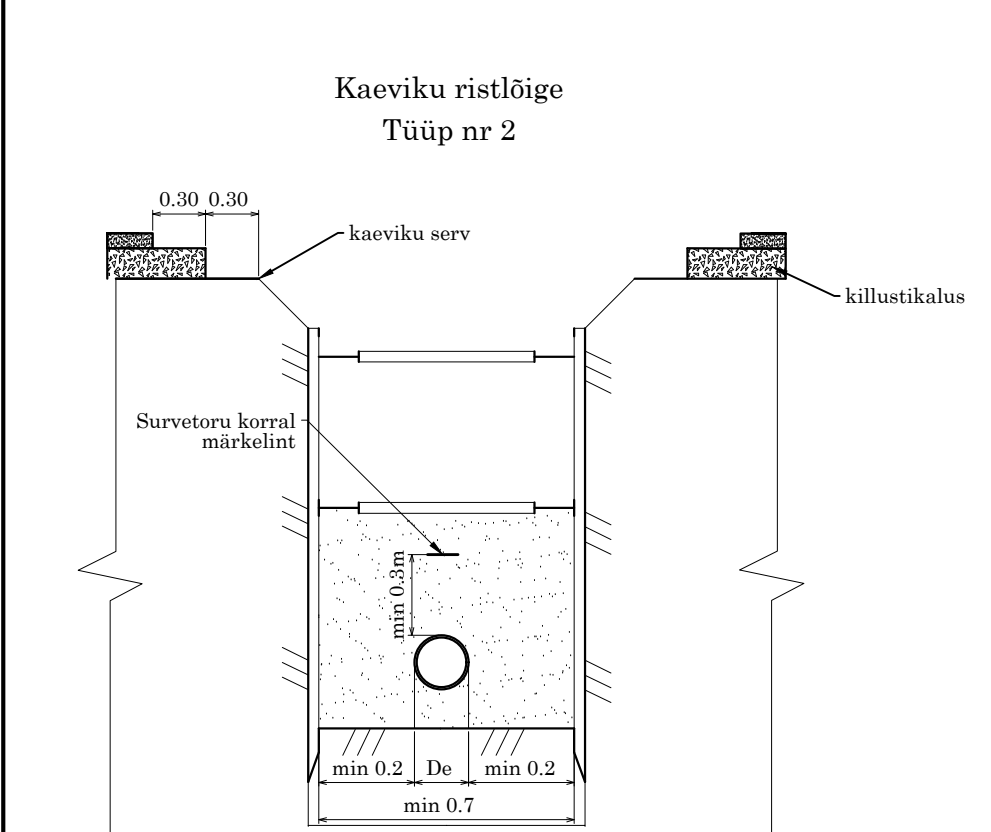 Kaeviku ristlõige
Tüüp nr 2
0.30 0.30
kaeviku serv
killustikalus
Survetoru korral
märkelint
min 0.3m
min 0.2 De min 0.2
min 0.7